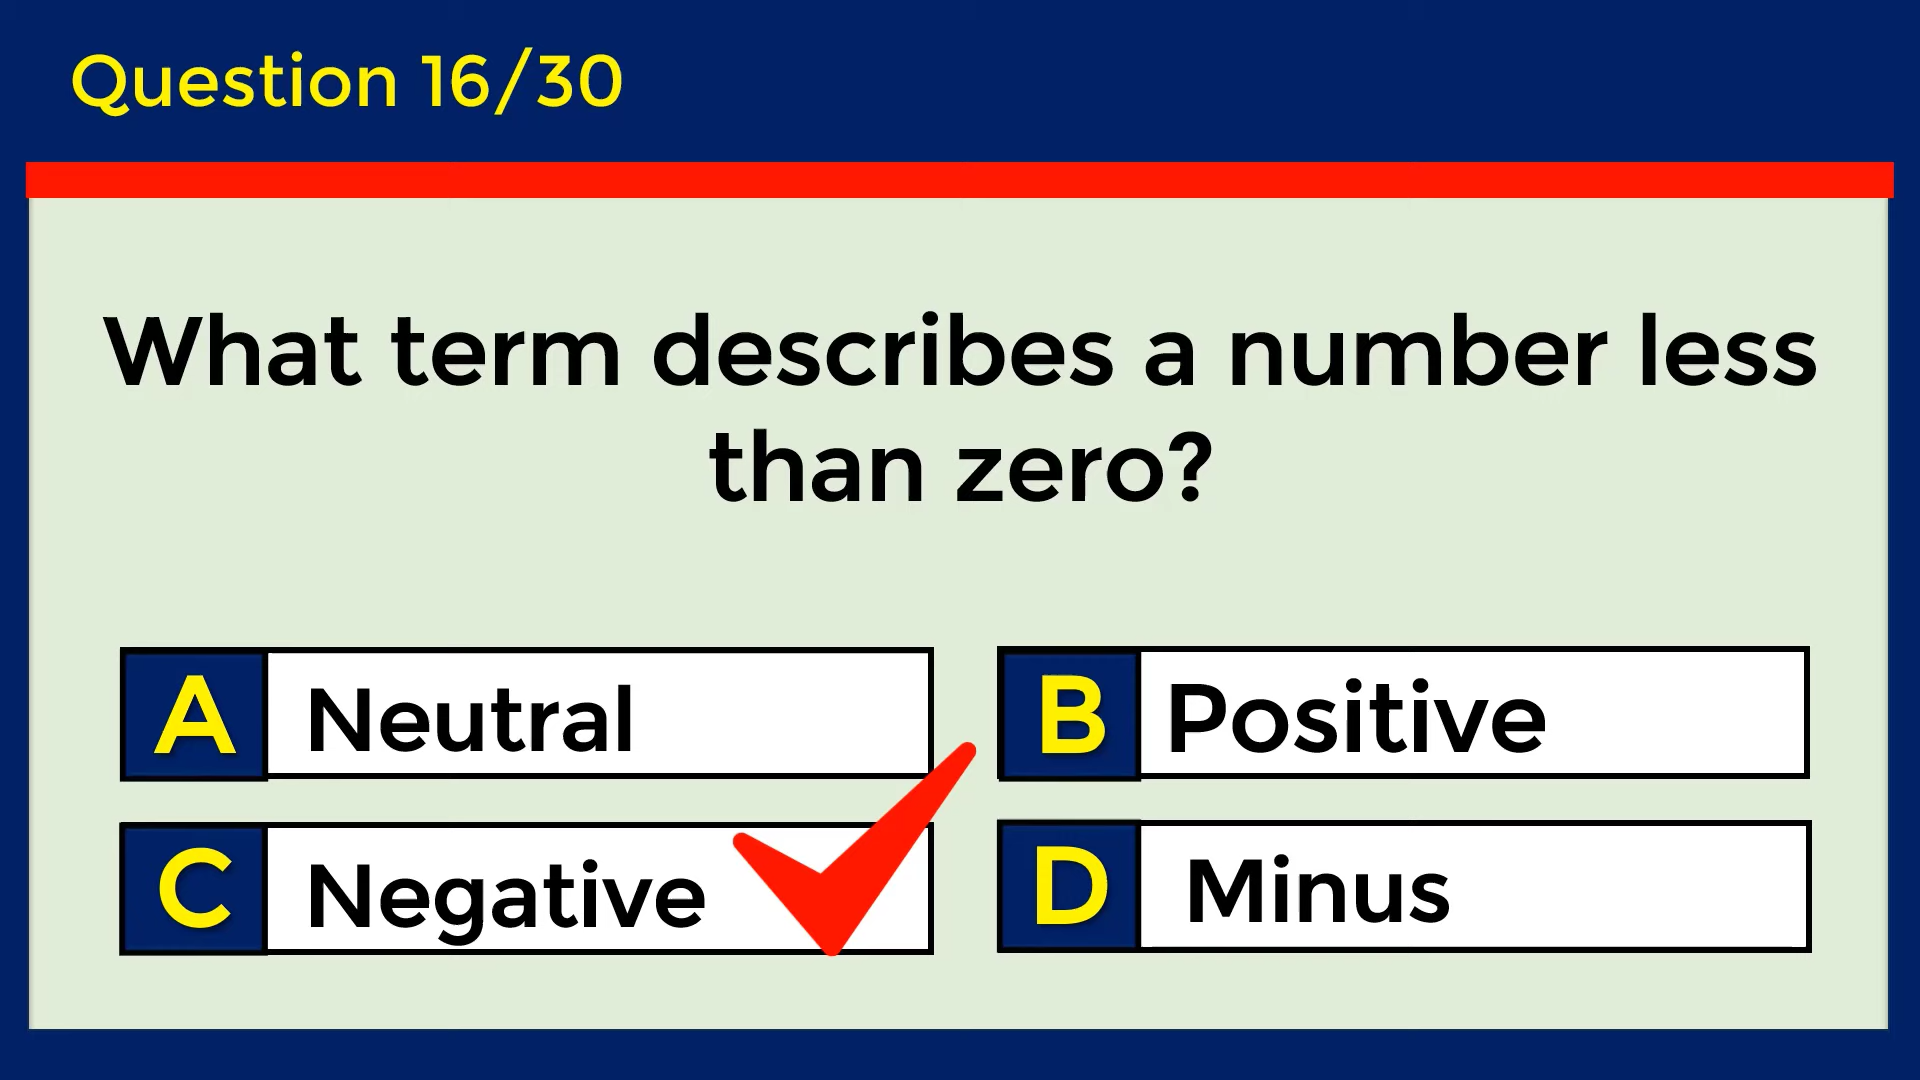 Question 16/30
What term describes a number less
than zero?
A Neutral
B Positive
C Negative
D Minus